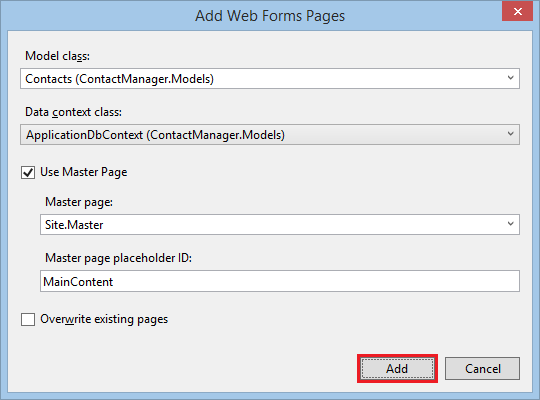 Add Web Forms Pages
Model class:
Contacts (ContactManager.Models)
Data context class:
ApplicationDbContext (ContactManager.Models)
Use Master Page
Master page:
Site.Master
Master page placeholder ID:
MainContent
Overwrite existing pages
Add Cancel